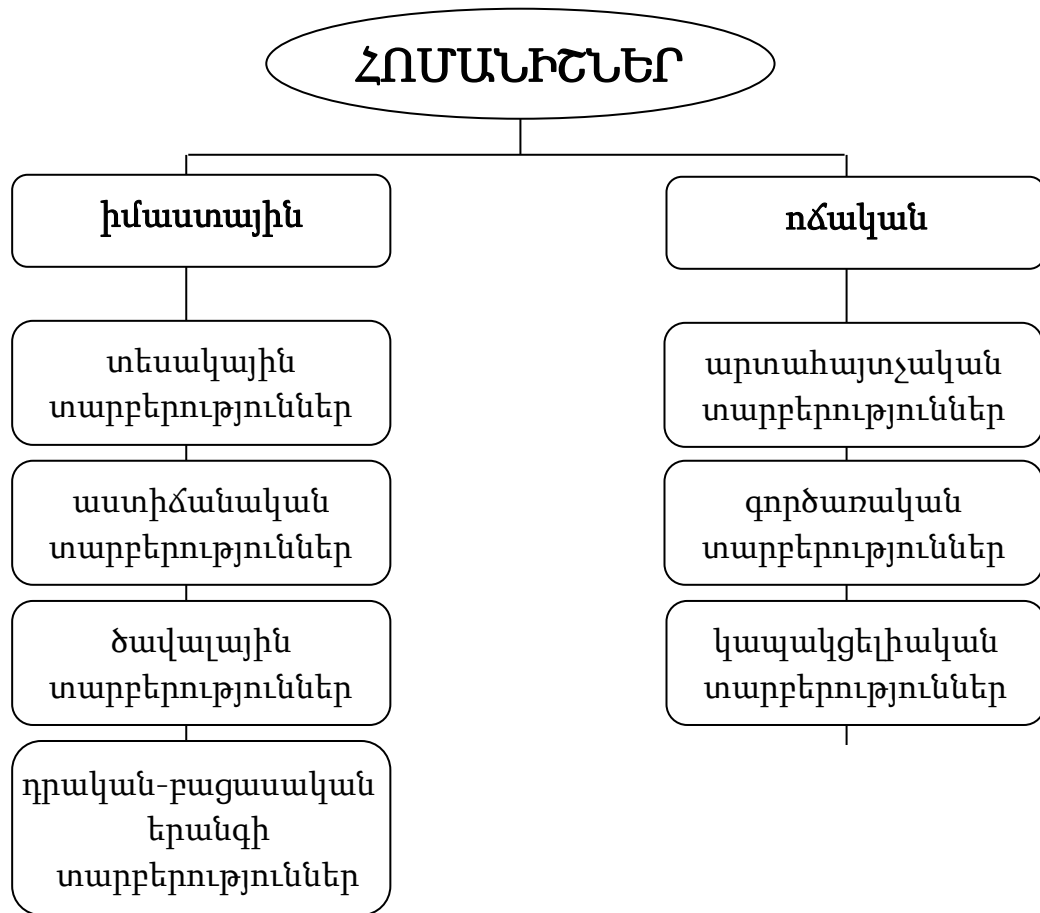 ՀՈՄԱՆԻՇՆԵՐ
իմաստային
տեսակային
տարբերություններ
աստիճանական
տարբերություններ
ծավալային
տարբերություններ
դրական-բացասական
երանգի
տարբերություններ
ոճական
արտահայտչական
տարբերություններ
գործառական
տարբերություններ
կապակցելիական
տարբերություններ